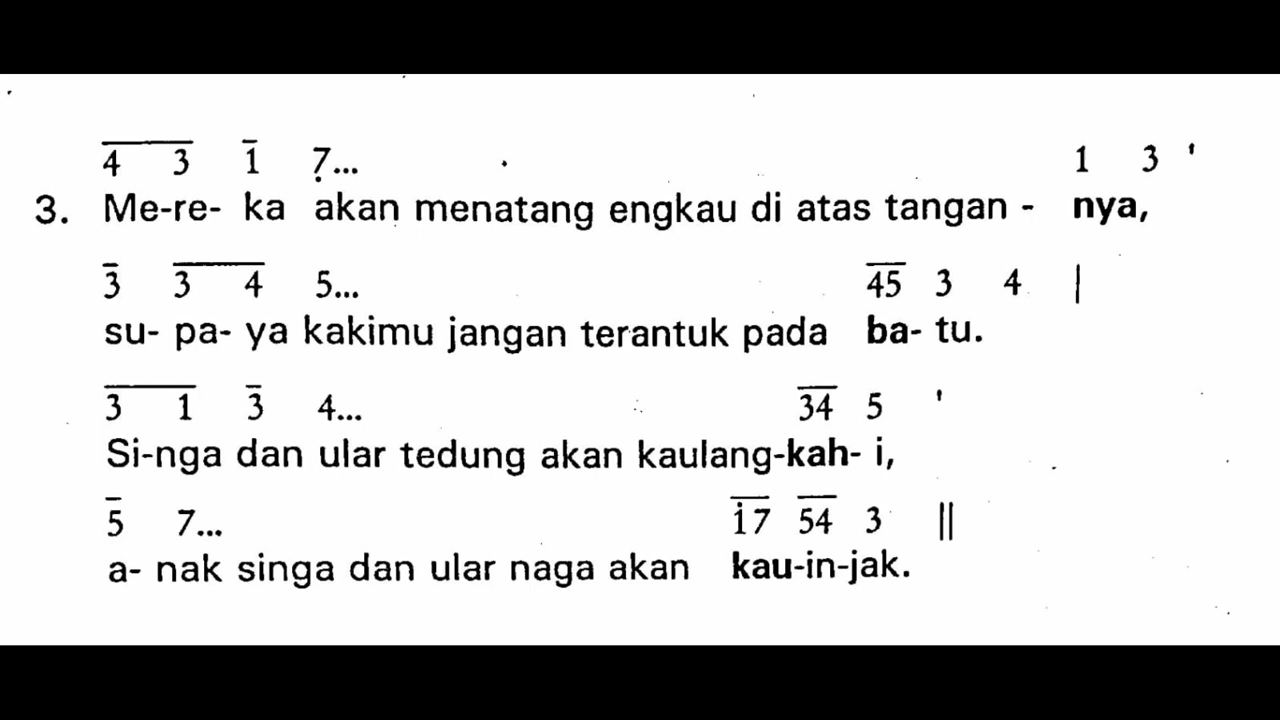 4 3 1 7̣...	1 3 '
3. Me-re- ka akan menatang engkau di atas tangan - nya,
3 3 4 5...	45 3 4 |
su- pa- ya kakimu jangan terantuk pada ba- tu.
3 1 3 4...	34 5 '
Si-nga dan ular tedung akan kaulang-kah- i,
5 7...	i7 54 3 ||
a- nak singa dan ular naga akan kau-in-jak.